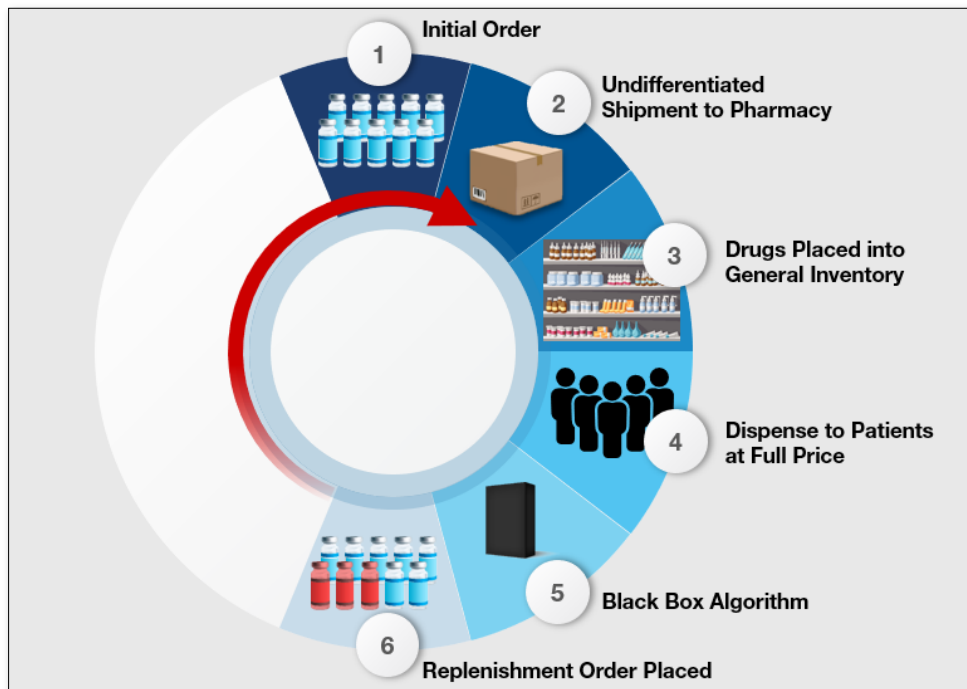 1
Initial Order
2
Undifferentiated
Shipment to Pharmacy
3
Drugs Placed into
General Inventory
4
Dispense to Patients
at Full Price
5
Black Box Algorithm
6
Replenishment Order Placed